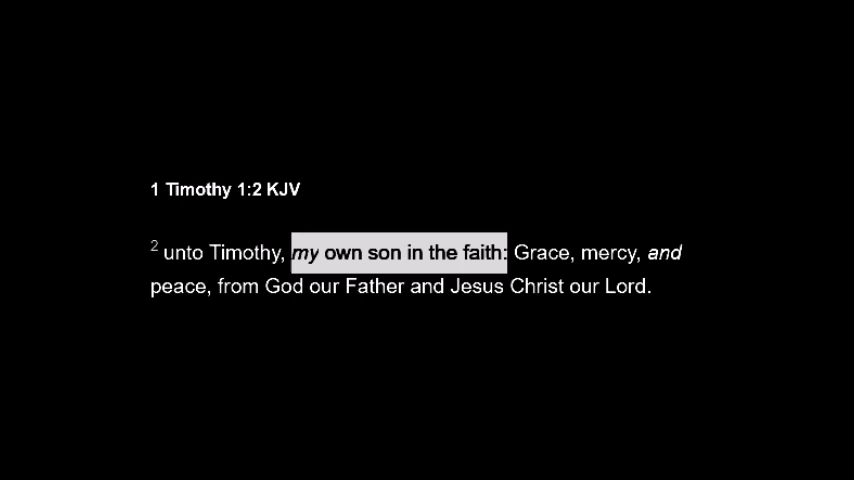 1 Timothy 1:2 KJV
2 unto Timothy, my own son in the faith: Grace, mercy, and
peace, from God our Father and Jesus Christ our Lord.